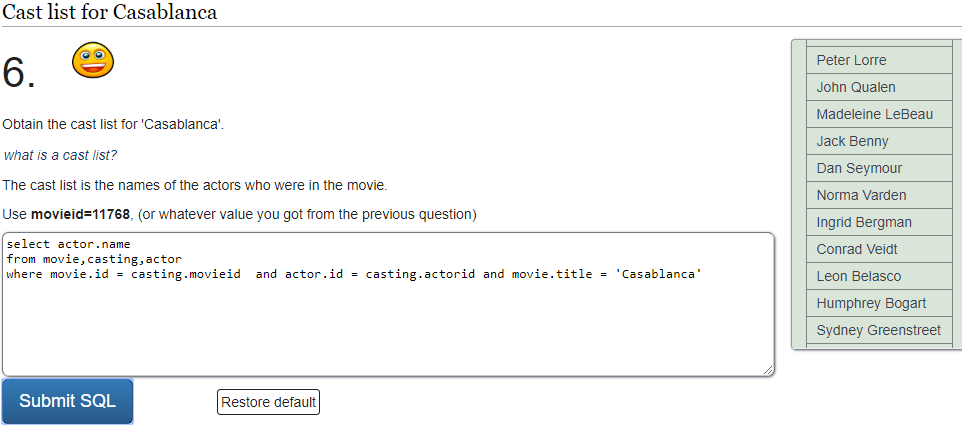 Cast list for Casablanca
6.
Obtain the cast list for 'Casablanca'.
what is a cast list?
The cast list is the names of the actors who were in the movie.
Use movieid=11768, (or whatever value you got from the previous question)
select actor.name
from movie,casting,actor
where movie.id = casting.movieid  and actor.id = casting.actorid and movie.title = 'Casablanca'
Submit SQL
Restore default
Peter Lorre
John Qualen
Madeleine LeBeau
Jack Benny
Dan Seymour
Norma Varden
Ingrid Bergman
Conrad Veidt
Leon Belasco
Humphrey Bogart
Sydney Greenstreet